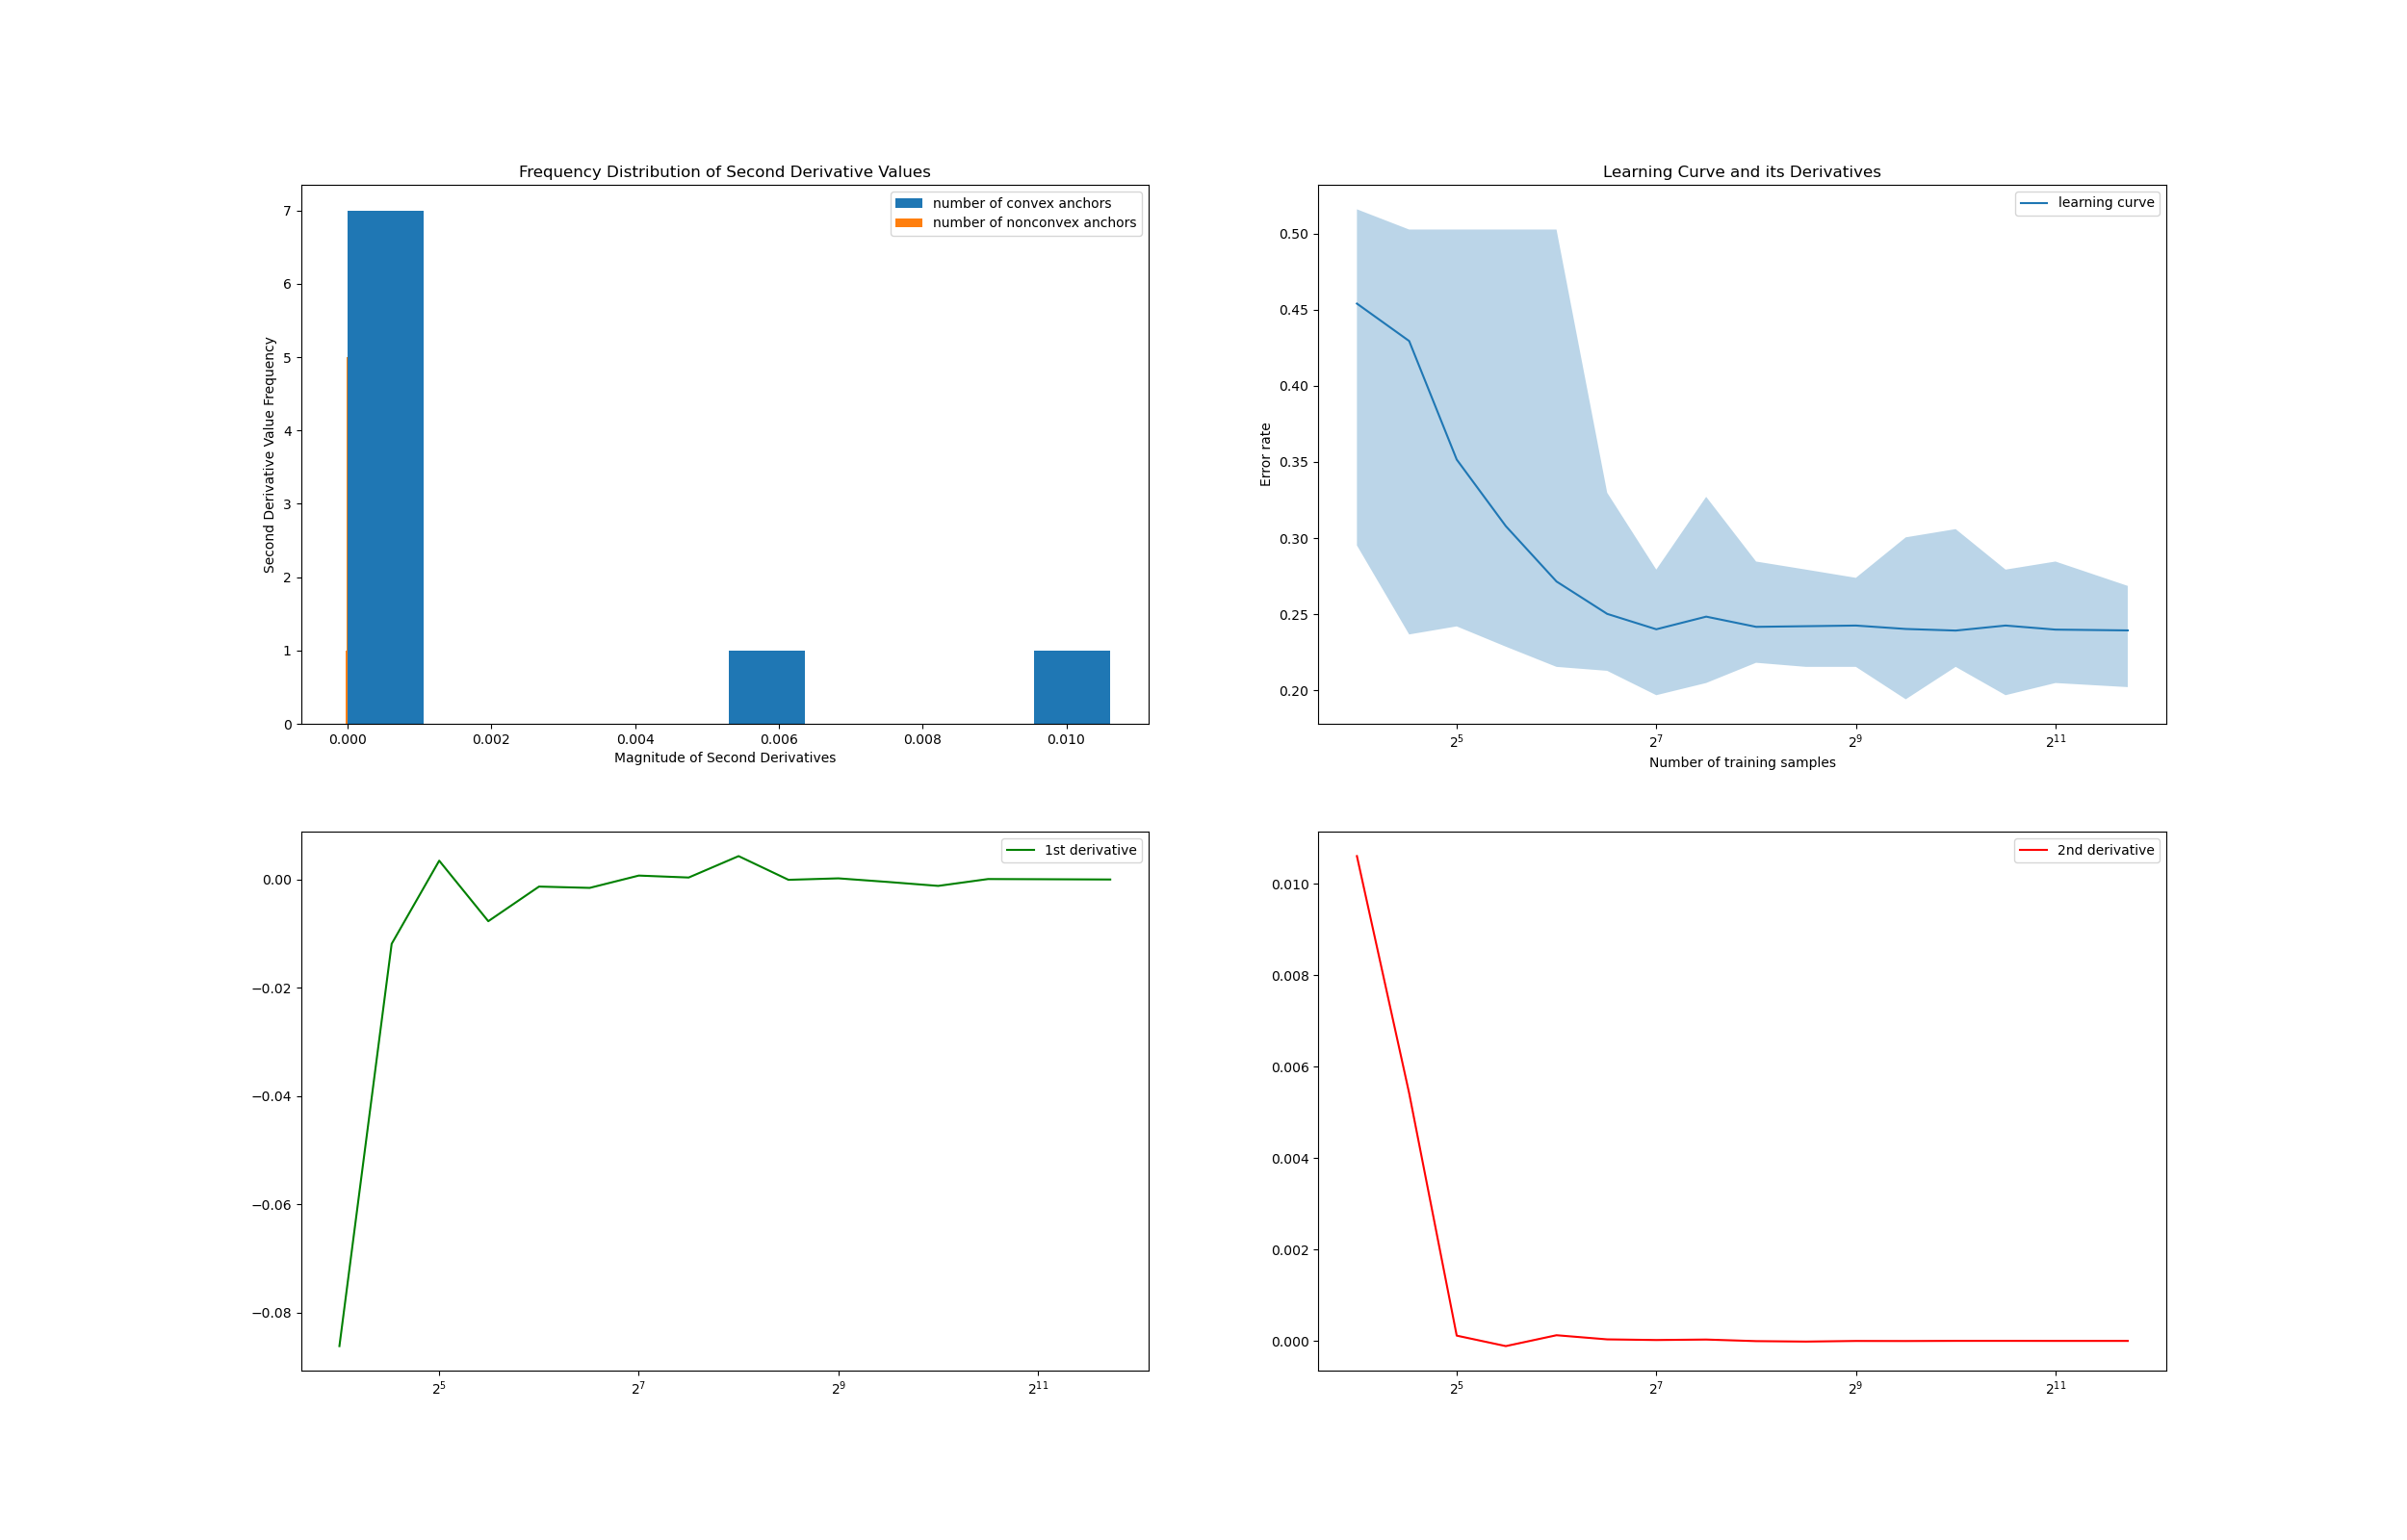 Frequency Distribution of Second Derivative Values
number of convex anchors
number of nonconvex anchors
7
6
5
4
3
2
1
0
Second Derivative Value Frequency
0.000 0.002 0.004 0.006 0.008 0.010
Magnitude of Second Derivatives
Learning Curve and its Derivatives
learning curve
0.50
0.45
0.40
0.35
0.30
0.25
0.20
Error rate
2^5 2^7 2^9 2^11
Number of training samples
1st derivative
0.00
−0.02
−0.04
−0.06
−0.08
2^5 2^7 2^9 2^11
2nd derivative
0.010
0.008
0.006
0.004
0.002
0.000
2^5 2^7 2^9 2^11